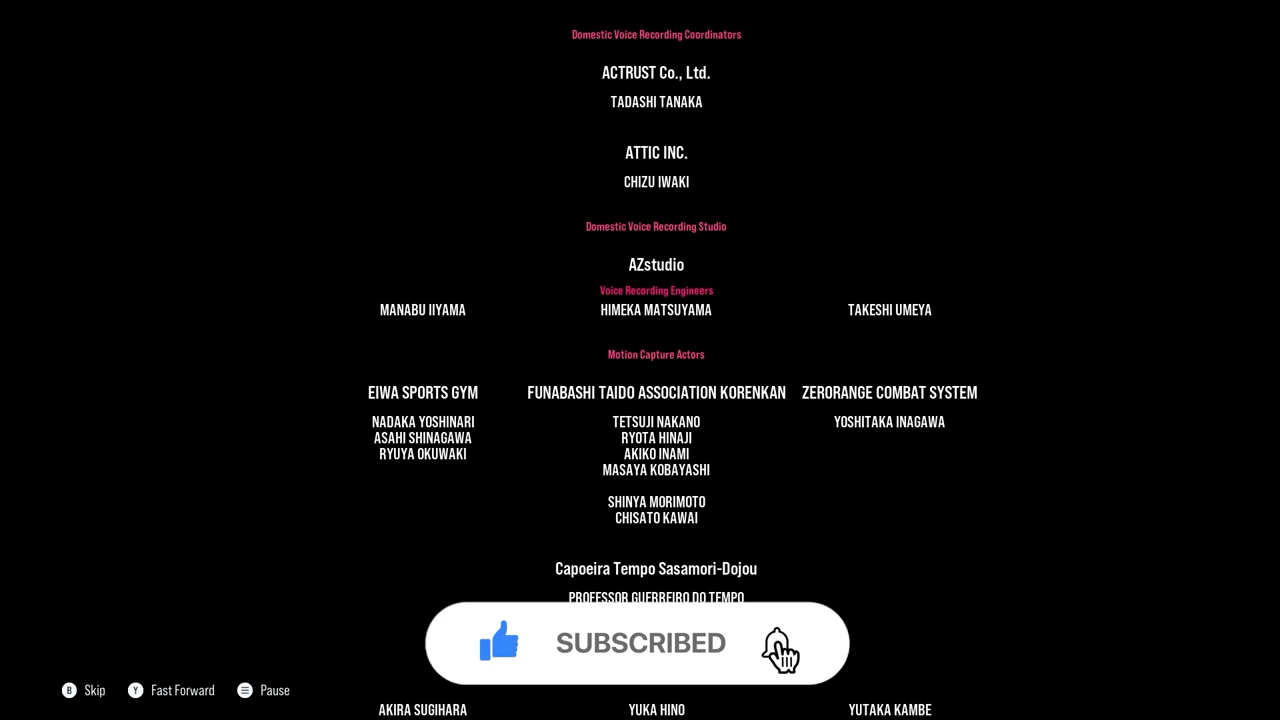 Domestic Voice Recording Coordinators
ACTRUST Co., Ltd.
TADASHI TANAKA
ATTIC INC.
CHIZU IWAKI
Domestic Voice Recording Studio
AZstudio
Voice Recording Engineers
MANABU IIYAMA HIMEKA MATSUYAMA TAKESHI UMEYA
Motion Capture Actors
EIWA SPORTS GYM FUNABASHI TAIDO ASSOCIATION KORENKAN ZERORANGE COMBAT SYSTEM
NADAKA YOSHINARI TETSUJI NAKANO YOSHITAKA INAGAWA
ASAHI SHINAGAWA RYOTA HINAJI
RYUYA OKUWAKI AKIKO INAMI
MASAYA KOBAYASHI
SHINYA MORIMOTO
CHISATO KAWAI
Capoeira Tempo Sasamori-Dojou
PROFESSOR GUERREIRO DO TEMPO
SUBSCRIBED
B Skip Y Fast Forward Pause
AKIRA SUGIHARA YUKA HINO YUTAKA KAMBE